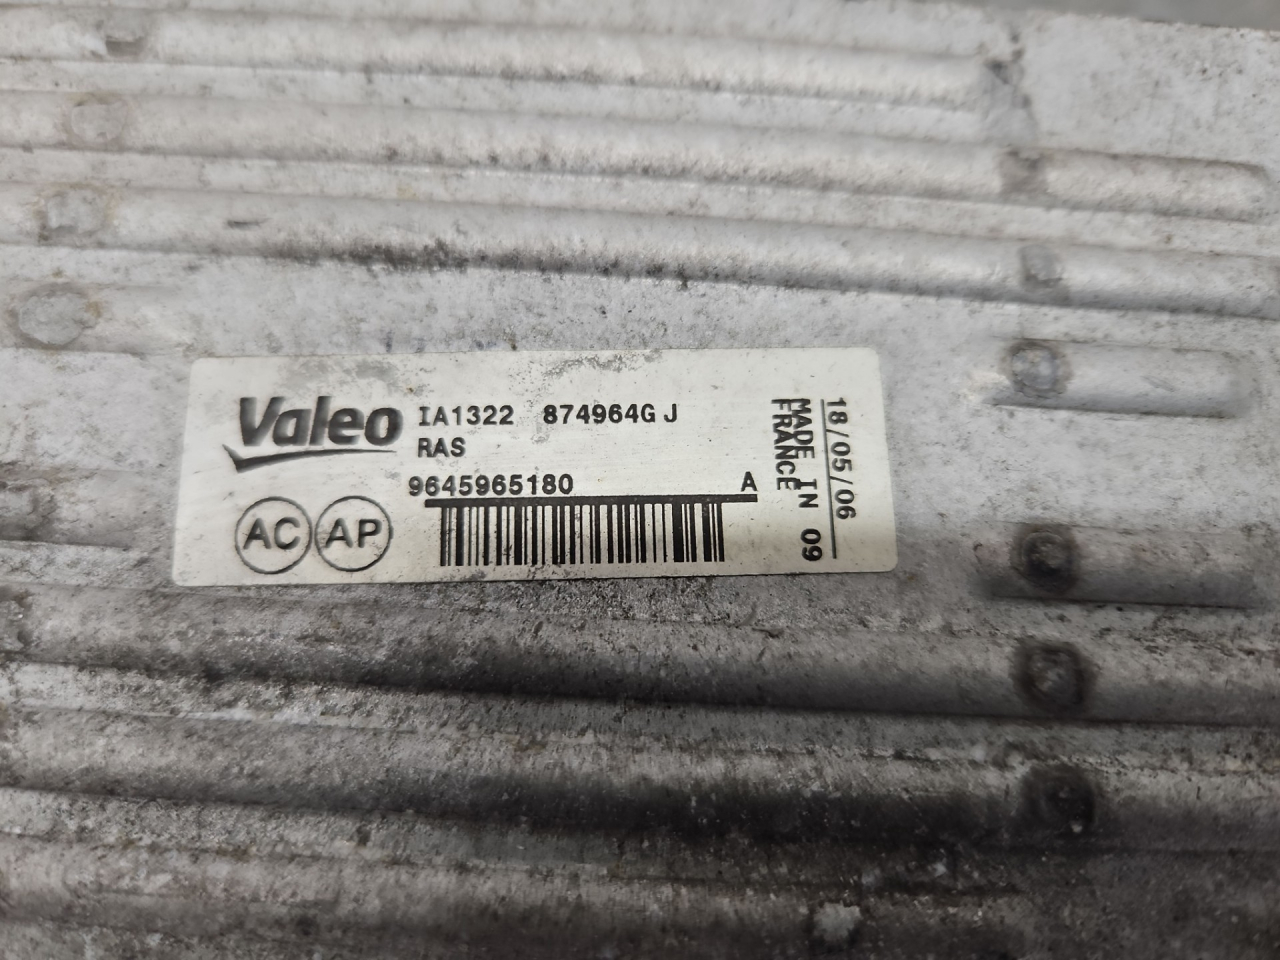 Valeo
IA1322 874964G J
RAS
9645965180 A
AC AP
MADE IN
FRANCE
09
18/05/06